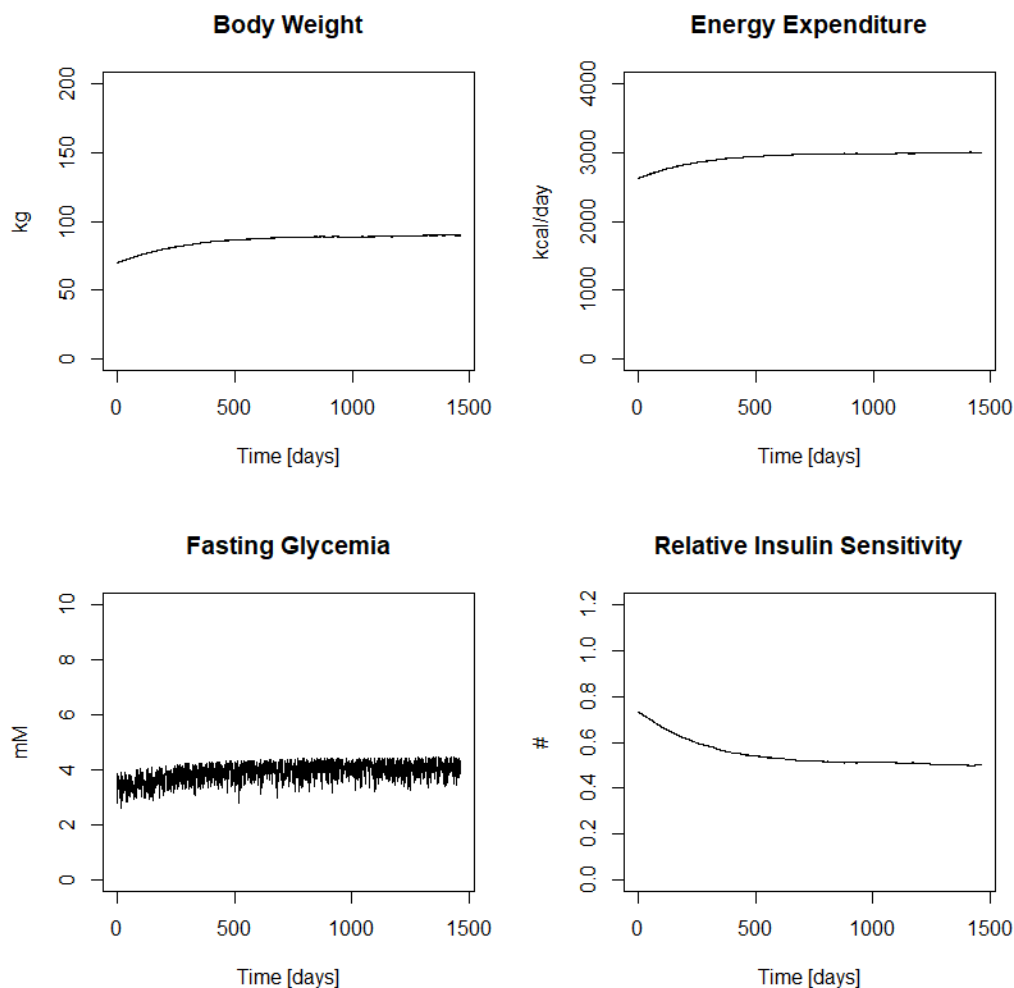 Body Weight
kg
200
150
100
50
0
0 500 1000 1500
Time [days]
Energy Expenditure
kcal/day
4000
3000
2000
1000
0
0 500 1000 1500
Time [days]
Fasting Glycemia
mM
10
8
6
4
2
0
0 500 1000 1500
Time [days]
Relative Insulin Sensitivity
#
1.2
1.0
0.8
0.6
0.4
0.2
0.0
0 500 1000 1500
Time [days]